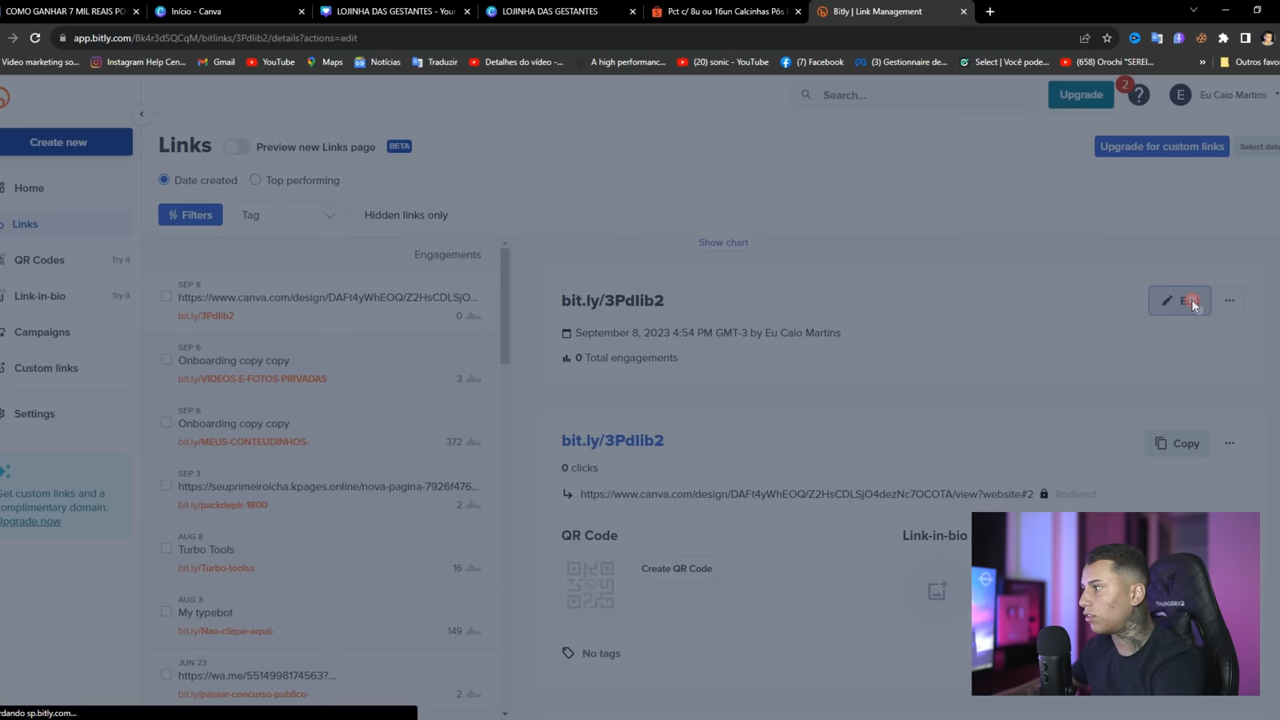 COMO GANHAR 7 MIL REAIS PO
Início - Canva
LOJINHA DAS GESTANTES - You
LOJINHA DAS GESTANTES
Pct c/ 8u ou 16un Calcinhas Pós
Bitly | Link Management
app.bitly.com/Bk4r3dSQCqM/bitlinks/3Pdlib2/details?actions=edit
Video marketing so...
Instagram Help Cen...
Gmail
YouTube
Maps
Notícias
Traduzir
Detalhes do vídeo -...
A high performanc...
(20) sonic - YouTube
(7) Facebook
(3) Gestionnaire de...
Select | Você pode...
(658) Orochi "SEREI...
Outros favo
Search...
Upgrade
2
E
Eu Caio Martins
Create new
Links
Preview new Links page
BETA
Upgrade for custom links
Select date
Date created
Top performing
Filters
Tag
Hidden links only
Home
Links
QR Codes
Try it
Link-in-bio
Try it
Campaigns
Custom links
Settings
Get custom links and a
complimentary domain.
Upgrade now
Engagements
SEP 8
https://www.canva.com/design/DAFt4yWhEOQ/Z2HsCDLSjO...
bit.ly/3Pdlib2
0
SEP 6
Onboarding copy copy
bit.ly/VIDEOS-E-FOTOS-PRIVADAS
3
SEP 6
Onboarding copy copy
bit.ly/MEUS-CONTEUDINHOS-
372
SEP 3
https://seuprimeiroicha.kpages.online/nova-pagina-7926f476...
bit.ly/packdepir-1800
2
AUG 8
Turbo Tools
bit.ly/Turbo-toolss
16
AUG 3
My typebot
bit.ly/Nao-clique-aqui-
149
JUN 23
https://wa.me/5514998174563?...
bit.ly/passar-concurso-publico-
2
Show chart
bit.ly/3Pdlib2
September 8, 2023 4:54 PM GMT-3 by Eu Caio Martins
0 Total engagements
bit.ly/3Pdlib2
Copy
0 clicks
https://www.canva.com/design/DAFt4yWhEOQ/Z2HsCDLSjO4dezNc7OCOTA/view?website#2
Redirect
QR Code
Link-in-bio
Create QR Code
No tags
rdando sp.bitly.com...